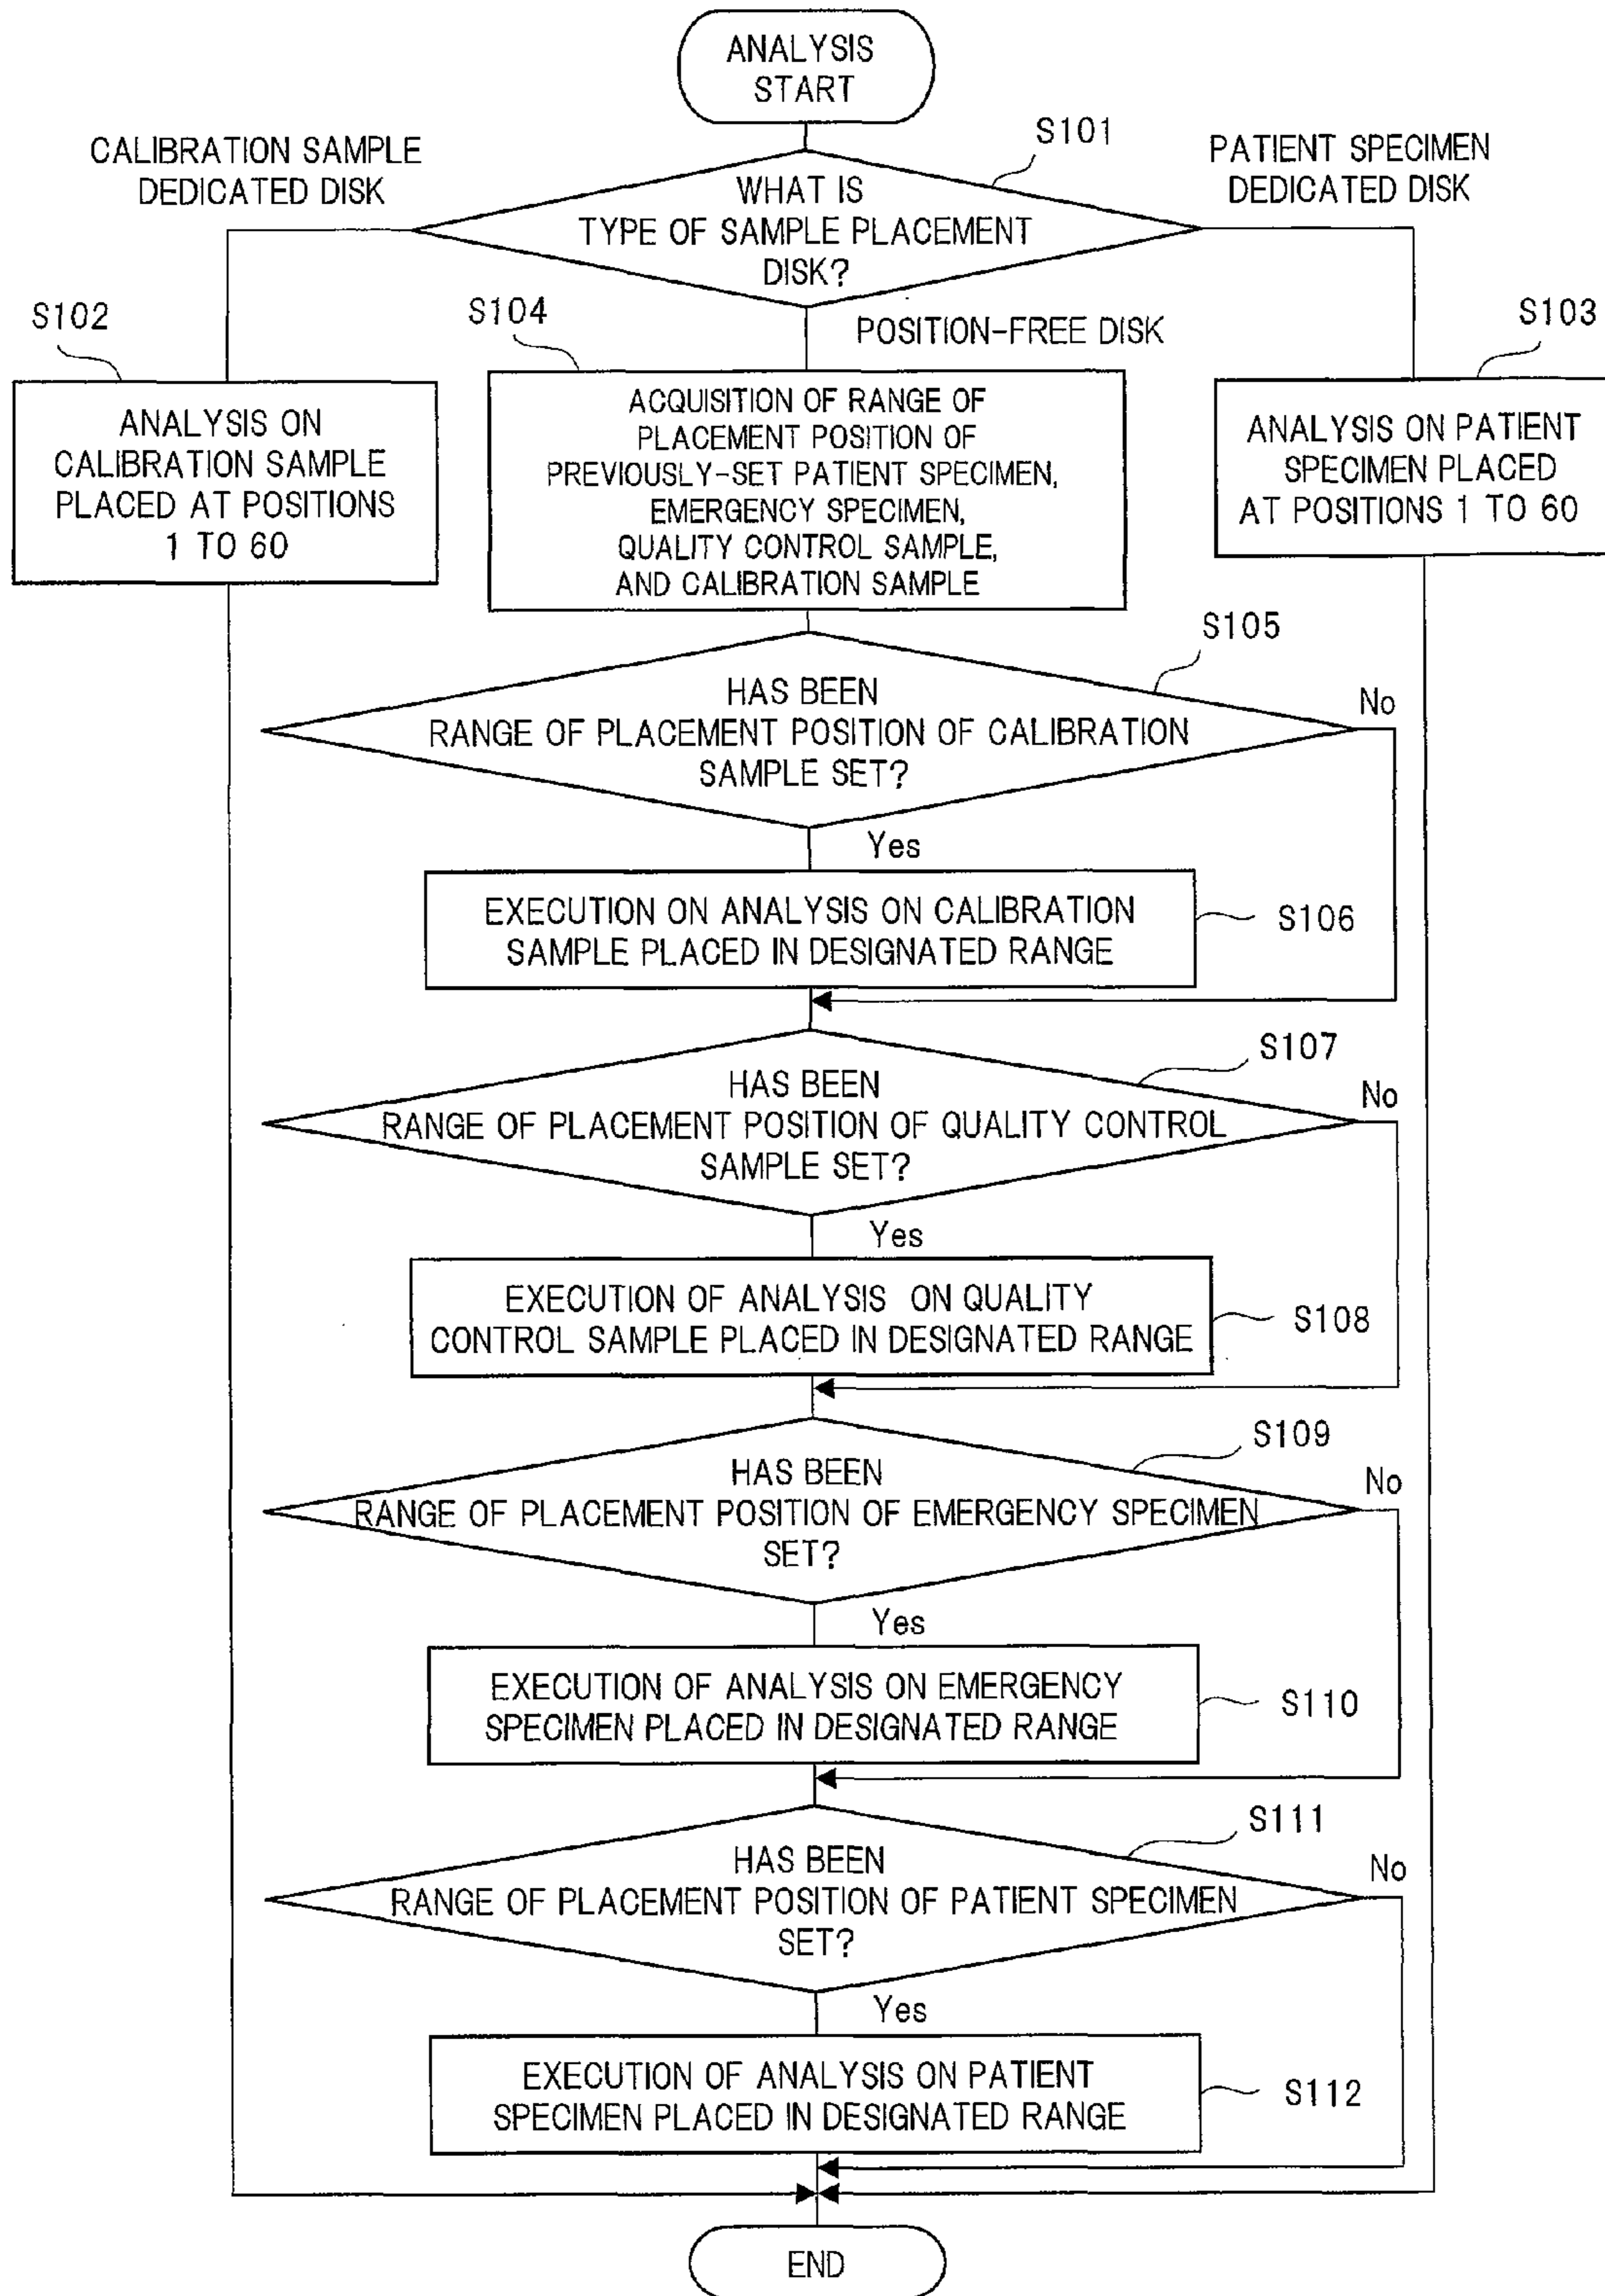 ANALYSIS
START
S101
CALIBRATION SAMPLE
DEDICATED DISK
WHAT IS
TYPE OF SAMPLE PLACEMENT
DISK?
PATIENT SPECIMEN
DEDICATED DISK
S102
S104
POSITION-FREE DISK
S103
ANALYSIS ON
CALIBRATION SAMPLE
PLACED AT POSITIONS
1 TO 60
ACQUISITION OF RANGE OF
PLACEMENT POSITION OF
PREVIOUSLY-SET PATIENT SPECIMEN,
EMERGENCY SPECIMEN,
QUALITY CONTROL SAMPLE,
AND CALIBRATION SAMPLE
ANALYSIS ON PATIENT
SPECIMEN PLACED
AT POSITIONS 1 TO 60
S105
HAS BEEN
RANGE OF PLACEMENT POSITION OF CALIBRATION
SAMPLE SET?
No
Yes
EXECUTION ON ANALYSIS ON CALIBRATION
SAMPLE PLACED IN DESIGNATED RANGE
S106
S107
HAS BEEN
RANGE OF PLACEMENT POSITION OF QUALITY CONTROL
SAMPLE SET?
No
Yes
EXECUTION OF ANALYSIS ON QUALITY
CONTROL SAMPLE PLACED IN DESIGNATED RANGE
S108
S109
HAS BEEN
RANGE OF PLACEMENT POSITION OF EMERGENCY SPECIMEN
SET?
No
Yes
EXECUTION OF ANALYSIS ON EMERGENCY
SPECIMEN PLACED IN DESIGNATED RANGE
S110
S111
HAS BEEN
RANGE OF PLACEMENT POSITION OF PATIENT SPECIMEN
SET?
No
Yes
EXECUTION OF ANALYSIS ON PATIENT
SPECIMEN PLACED IN DESIGNATED RANGE
S112
END